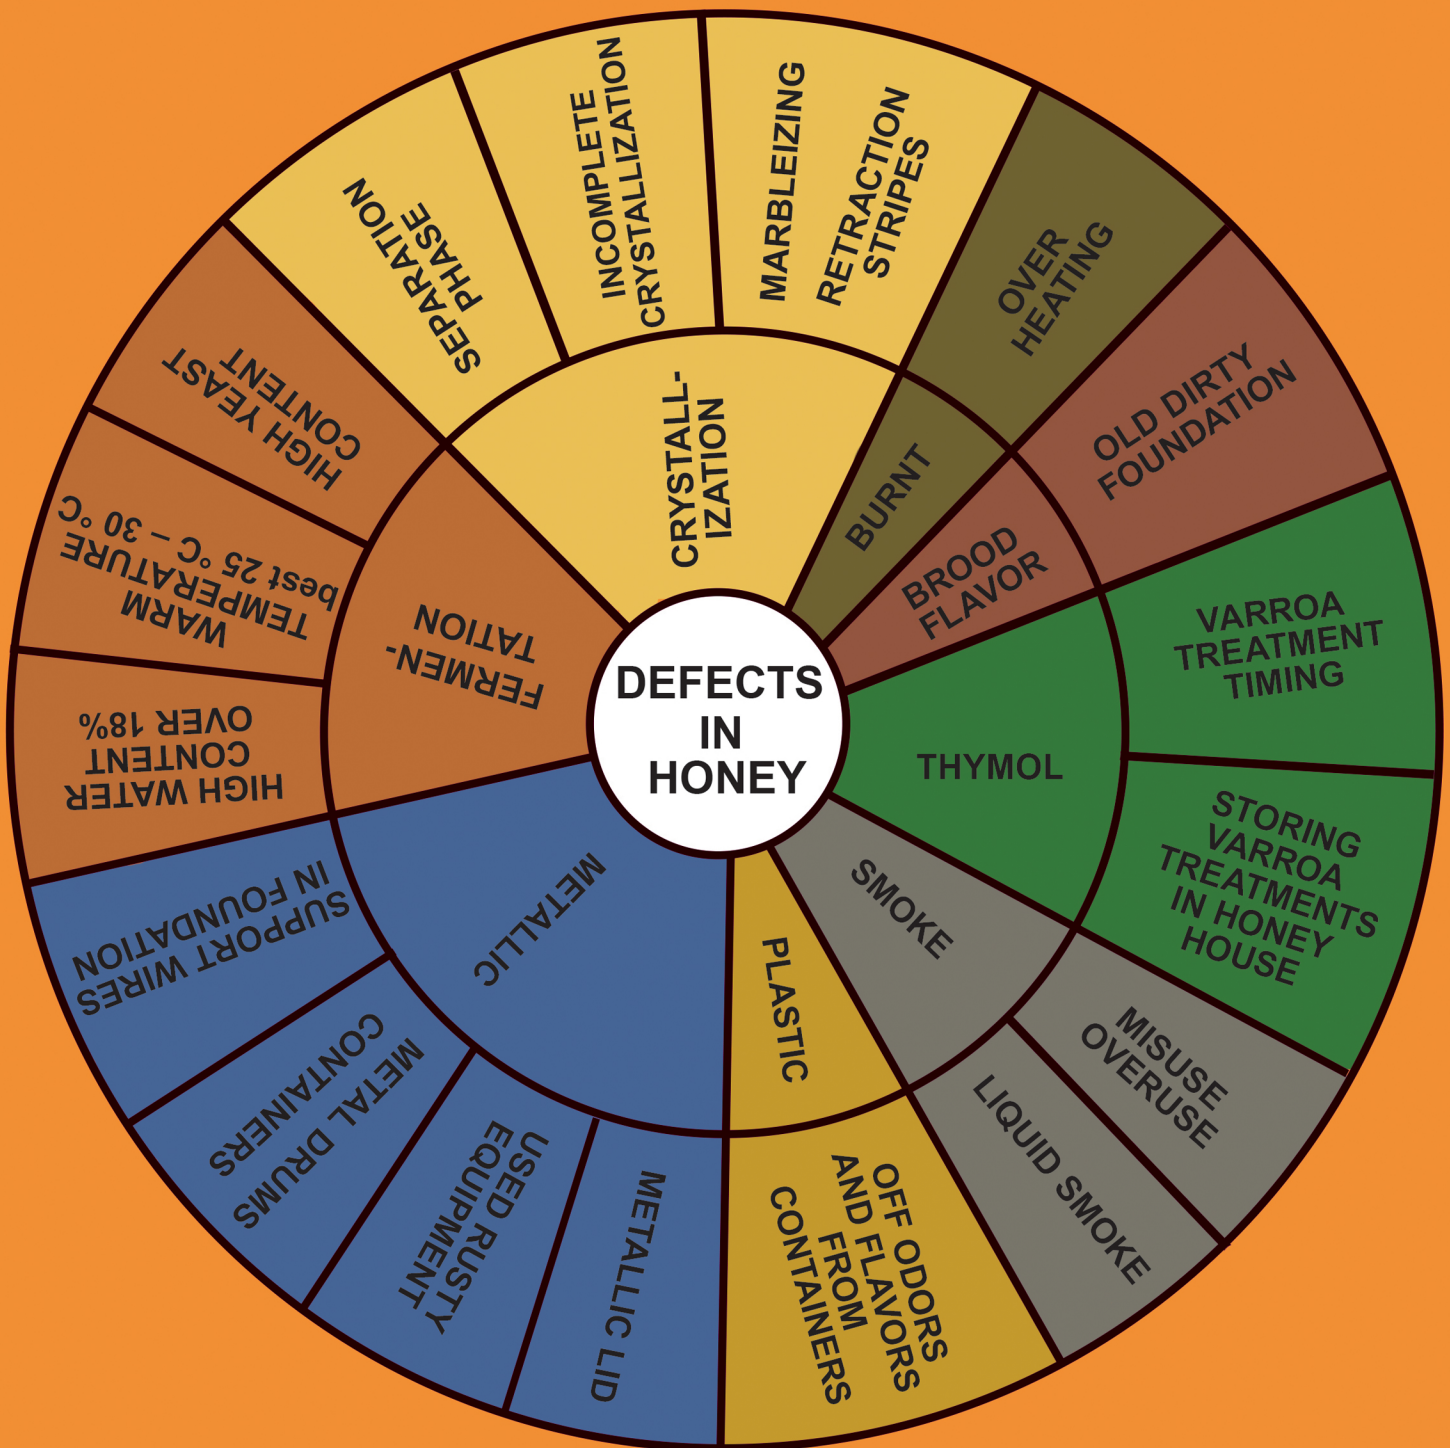 DEFECTS
IN
HONEY
CRYSTALL-
IZATION
SEPARATION
PHASE
INCOMPLETE
CRYSTALLIZATION
MARBLEIZING
RETRACTION
STRIPES
BURNT
OVER
HEATING
BROOD
FLAVOR
OLD DIRTY
FOUNDATION
THYMOL
VARROA
TREATMENT
TIMING
STORING
VARROA
TREATMENTS
IN HONEY
HOUSE
SMOKE
MISUSE
OVERUSE
LIQUID SMOKE
PLASTIC
OFF ODORS
AND FLAVORS
FROM
CONTAINERS
METALLIC
METALLIC LID
USED RUSTY
EQUIPMENT
METAL DRUMS
CONTAINERS
SUPPORT WIRES
IN FOUNDATION
FERMEN-
TATION
HIGH WATER
CONTENT
OVER 18%
WARM
TEMPERATURE
best 25 °C – 30 °C
HIGH YEAST
CONTENT